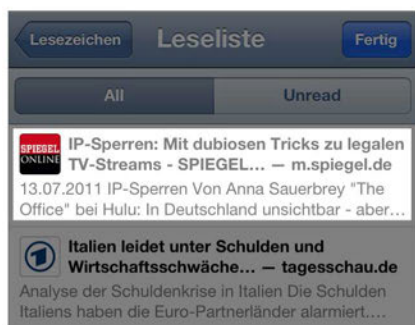 Lesezeichen Leseliste Fertig
All Unread
SPIEGEL
ONLINE
IP-Sperren: Mit dubiosen Tricks zu legalen
TV-Streams - SPIEGEL... — m.spiegel.de
13.07.2011 IP-Sperren Von Anna Sauerbrey "The
Office" bei Hulu: In Deutschland unsichtbar - aber...
Italien leidet unter Schulden und
Wirtschaftsschwäche... — tagesschau.de
Analyse der Schuldenkrise in Italien Die Schulden
Italiens haben die Euro-Partnerländer alarmiert....